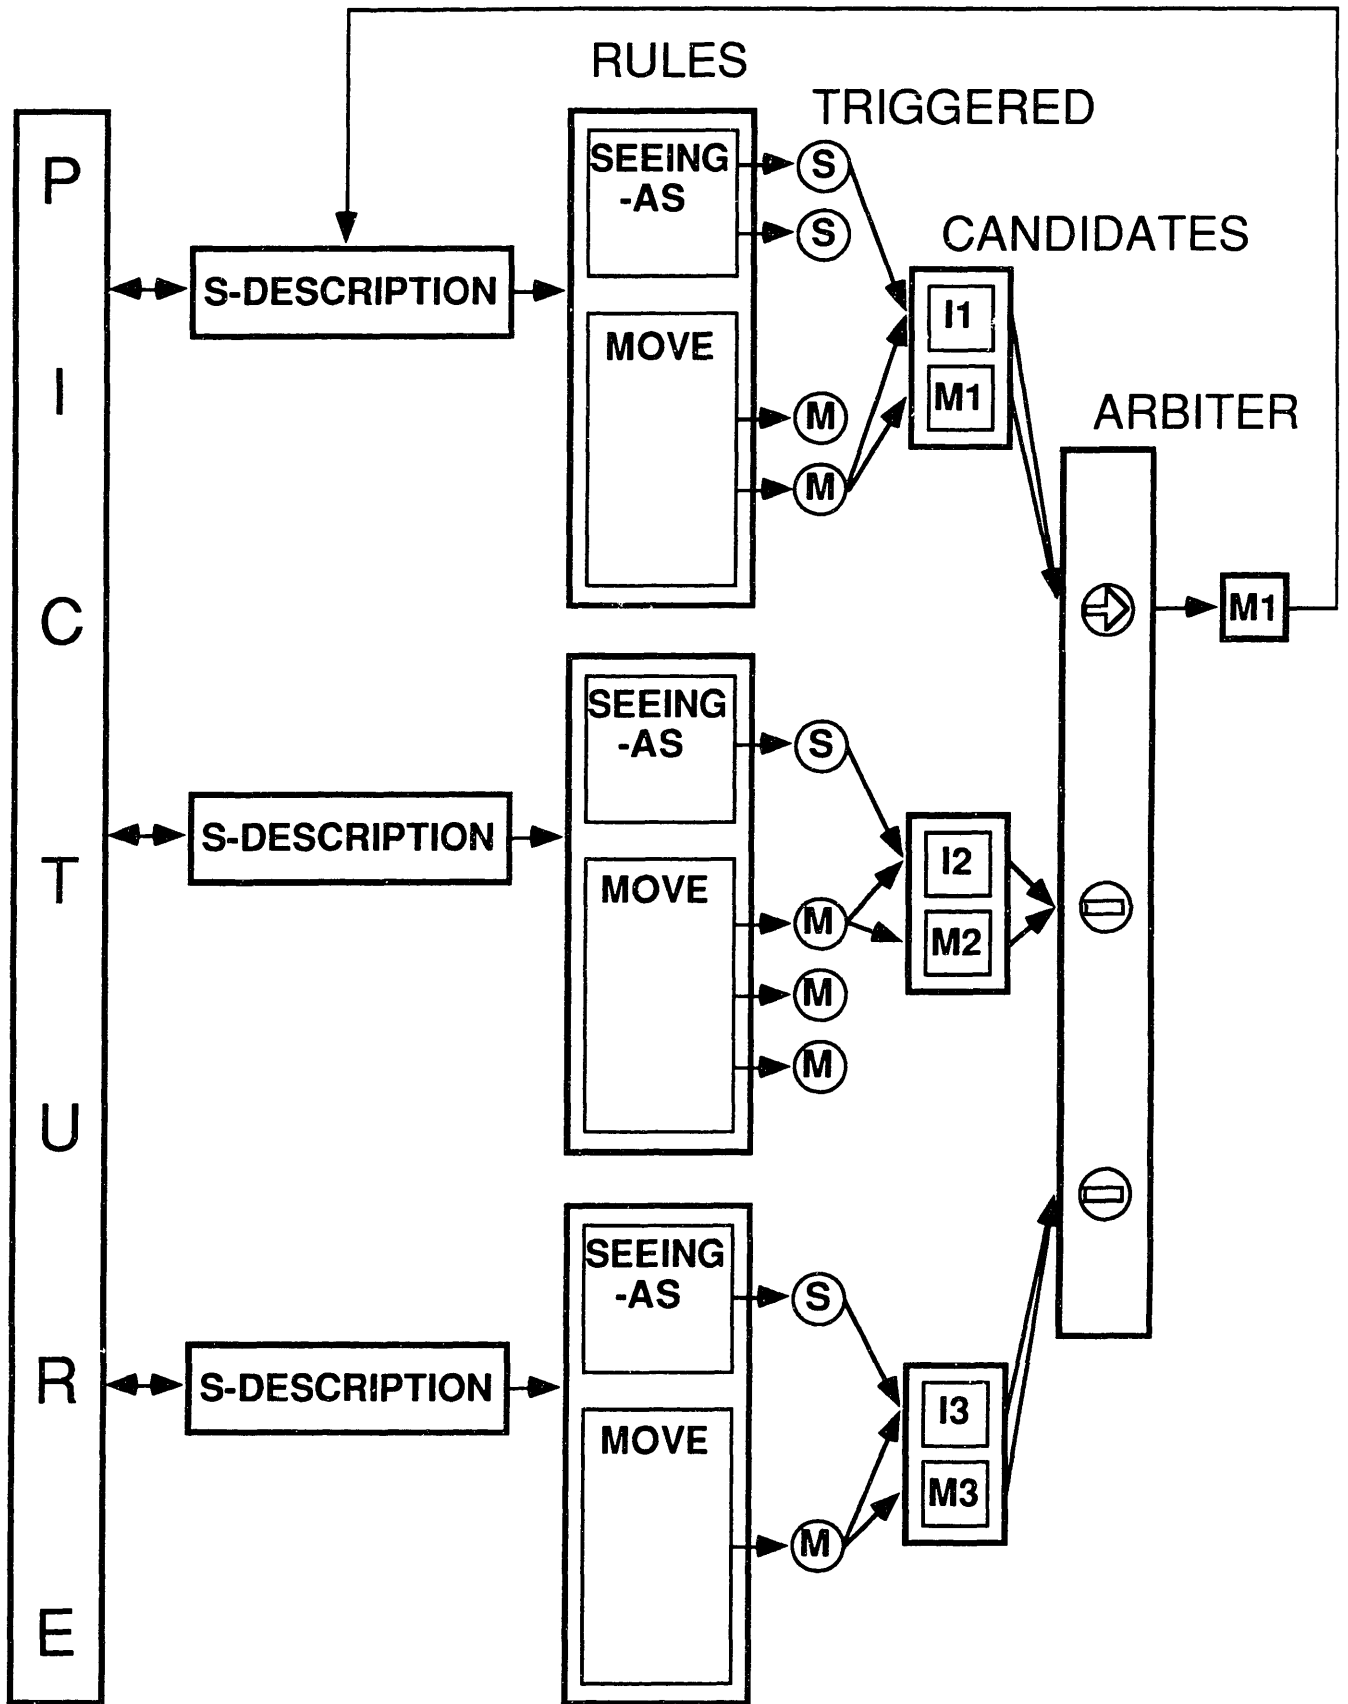 RULES
TRIGGERED
CANDIDATES
ARBITER
P
I
C
T
U
R
E
S-DESCRIPTION
SEEING
-AS
MOVE
S
S
M
M
I1
M1
M1
S-DESCRIPTION
SEEING
-AS
MOVE
S
M
M
M
I2
M2
S-DESCRIPTION
SEEING
-AS
MOVE
S
M
I3
M3